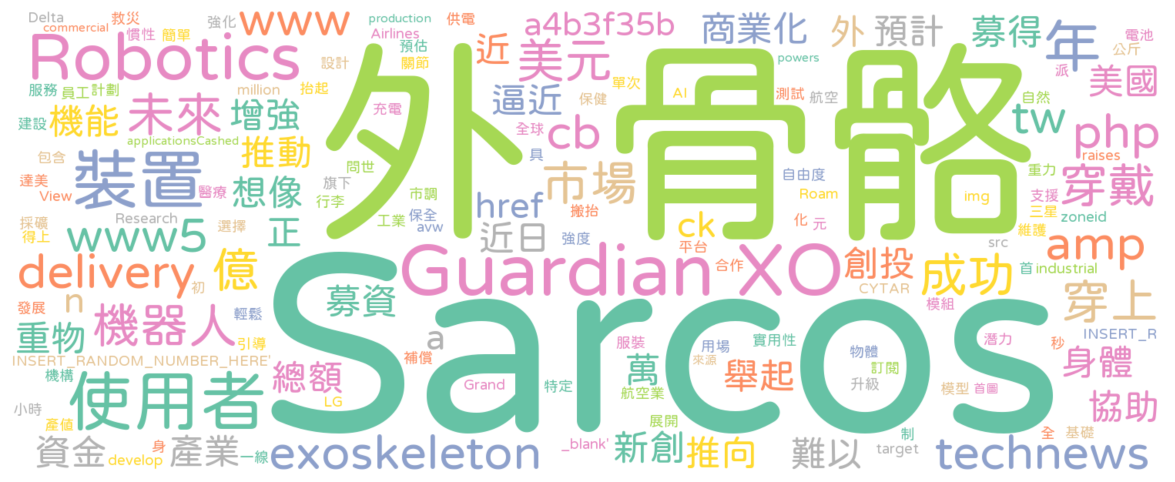 Delta
commercial
救災
慣性
簡單
強化
www
production
供電
Airlines
預估
關節
a4b3f35b
商業化
外
預計
募得
年
電池
公斤
派
Robotics
設計
近
美元
powers
美國
服務
員工
計劃
million
抬起
外骨骼
逼近
保健
單次
AI
測試
航空
自然
建設
機能
未來
增強
充電
全球
cb
tw
php
applicationsCashed
推動
問世
具
重力
raises
包含
裝置
旗下
市場
自由度
穿戴
達美
View
醫療
想像
行李
市調
href
搬抬
Roam
img
支援
Research
工業
保全
avw
ck
化
元
三星
zoneid
採礦
得上
選擇
www5
正
近日
強度
平台
src
維護
amp
delivery
初
億
Guardian XO
合作
創投
成功
首
industrial
CYTAR
n
發展
機器人
輕鬆
募資
Sarcos
模組
穿上
重物
引導
a
補償
服裝
用場
實用性
潛力
INSERT_R
INSERT_RANDOM_NUMBER_HERE'
來源
物體
訂閱
秒
身體
機構
使用者
總額
Grand
特定
萬
舉起
升級
模型
首圖
小時
LG
航空業
協助
產值
展開
制
全
基礎
資金
身
產業
一線
develop
exoskeleton
_blank'
新創
推向
難以
target
technews